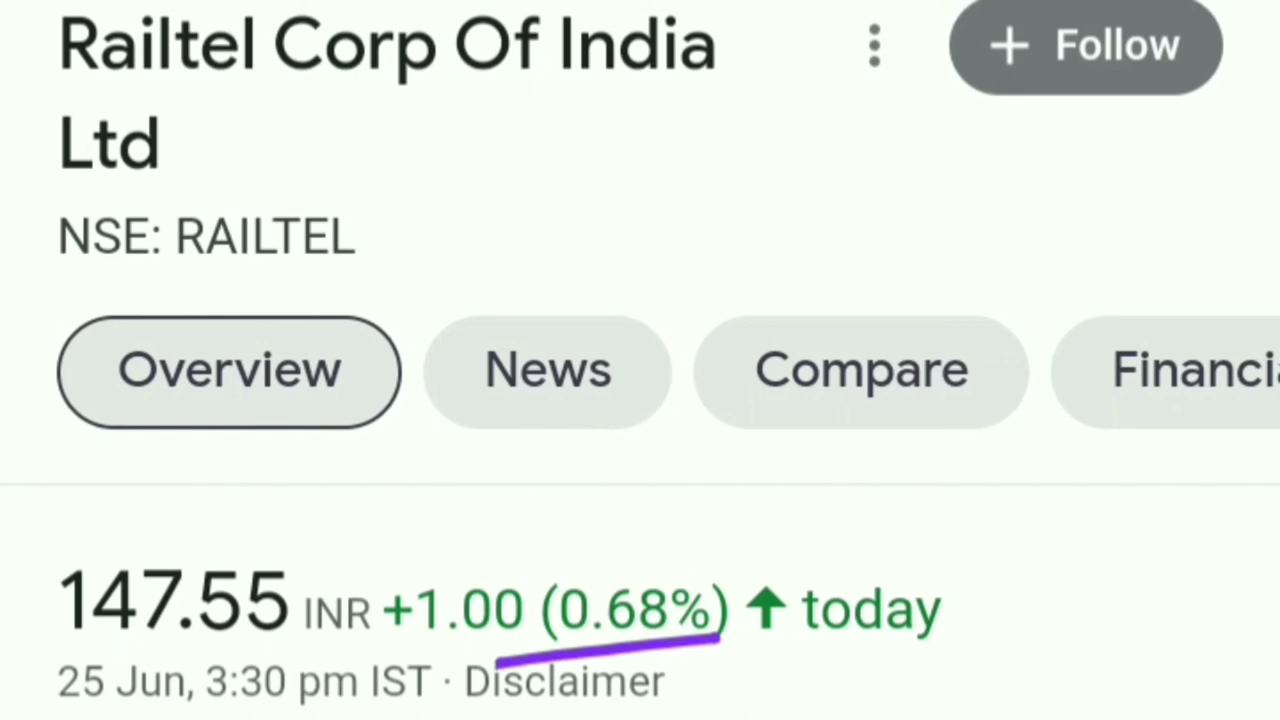 Railtel Corp Of India
Ltd
+ Follow
NSE: RAILTEL
Overview News Compare Financia
147.55 INR +1.00 (0.68%) ↑ today
25 Jun, 3:30 pm IST · Disclaimer